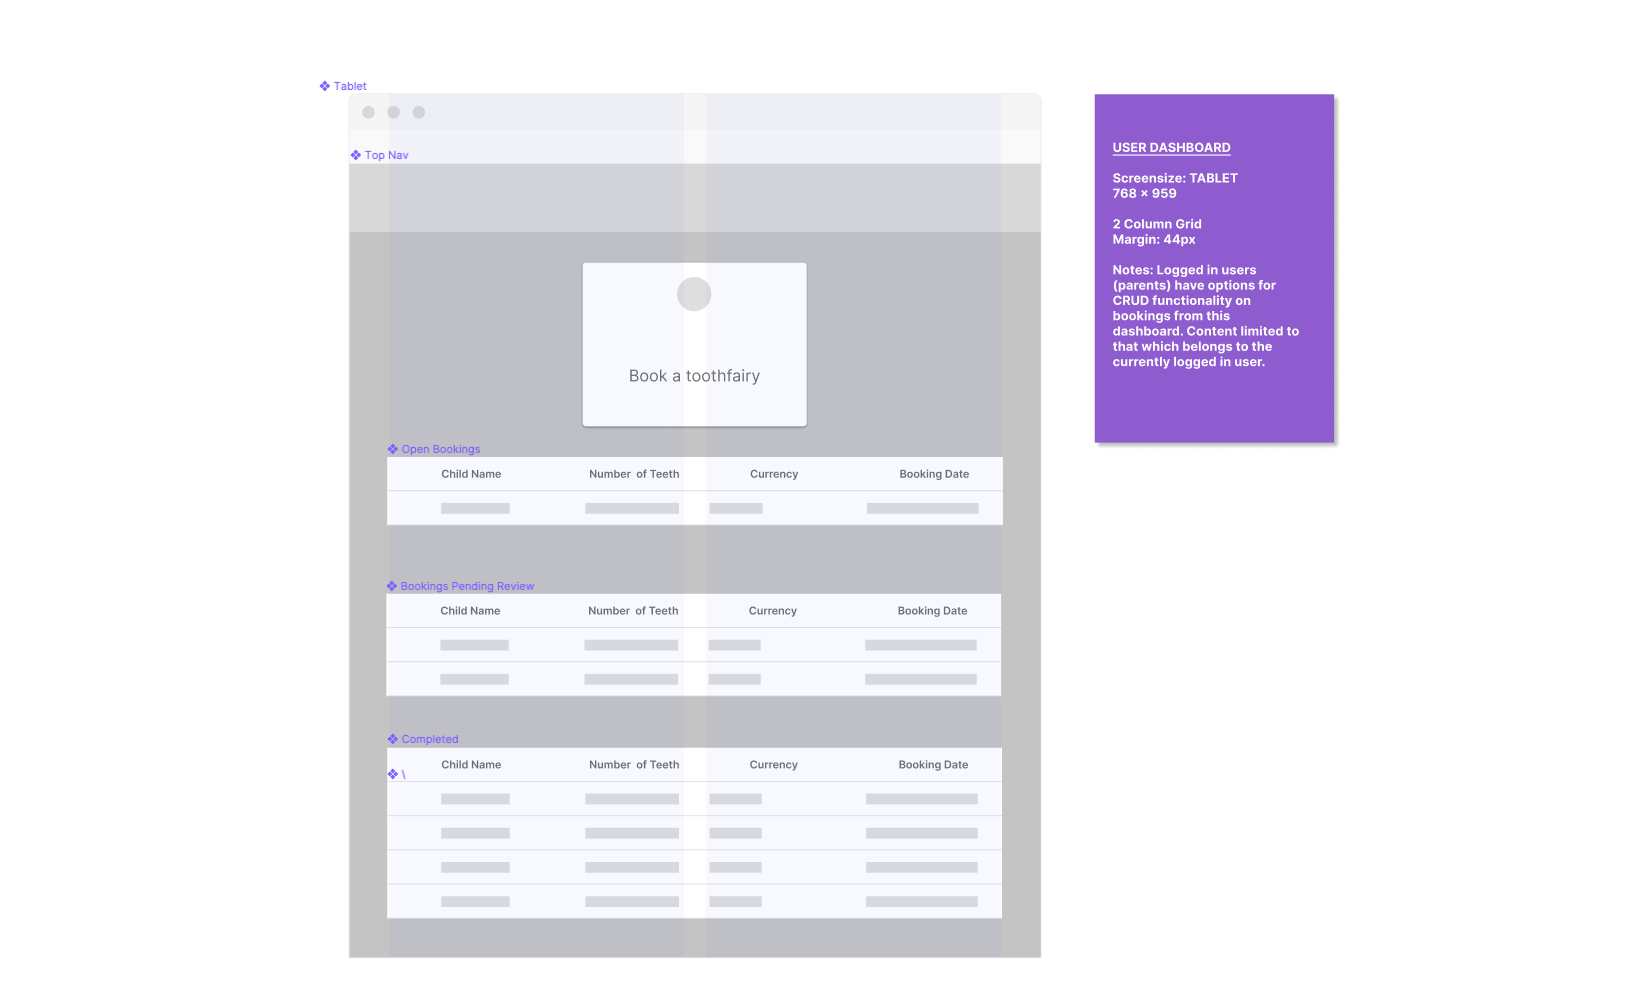 Tablet
Top Nav
Book a toothfairy
Open Bookings
Child Name Number of Teeth Currency Booking Date
Bookings Pending Review
Child Name Number of Teeth Currency Booking Date
Completed
Child Name Number of Teeth Currency Booking Date
\
USER DASHBOARD
Screensize: TABLET
768 × 959
2 Column Grid
Margin: 44px
Notes: Logged in users
(parents) have options for
CRUD functionality on
bookings from this
dashboard. Content limited to
that which belongs to the
currently logged in user.